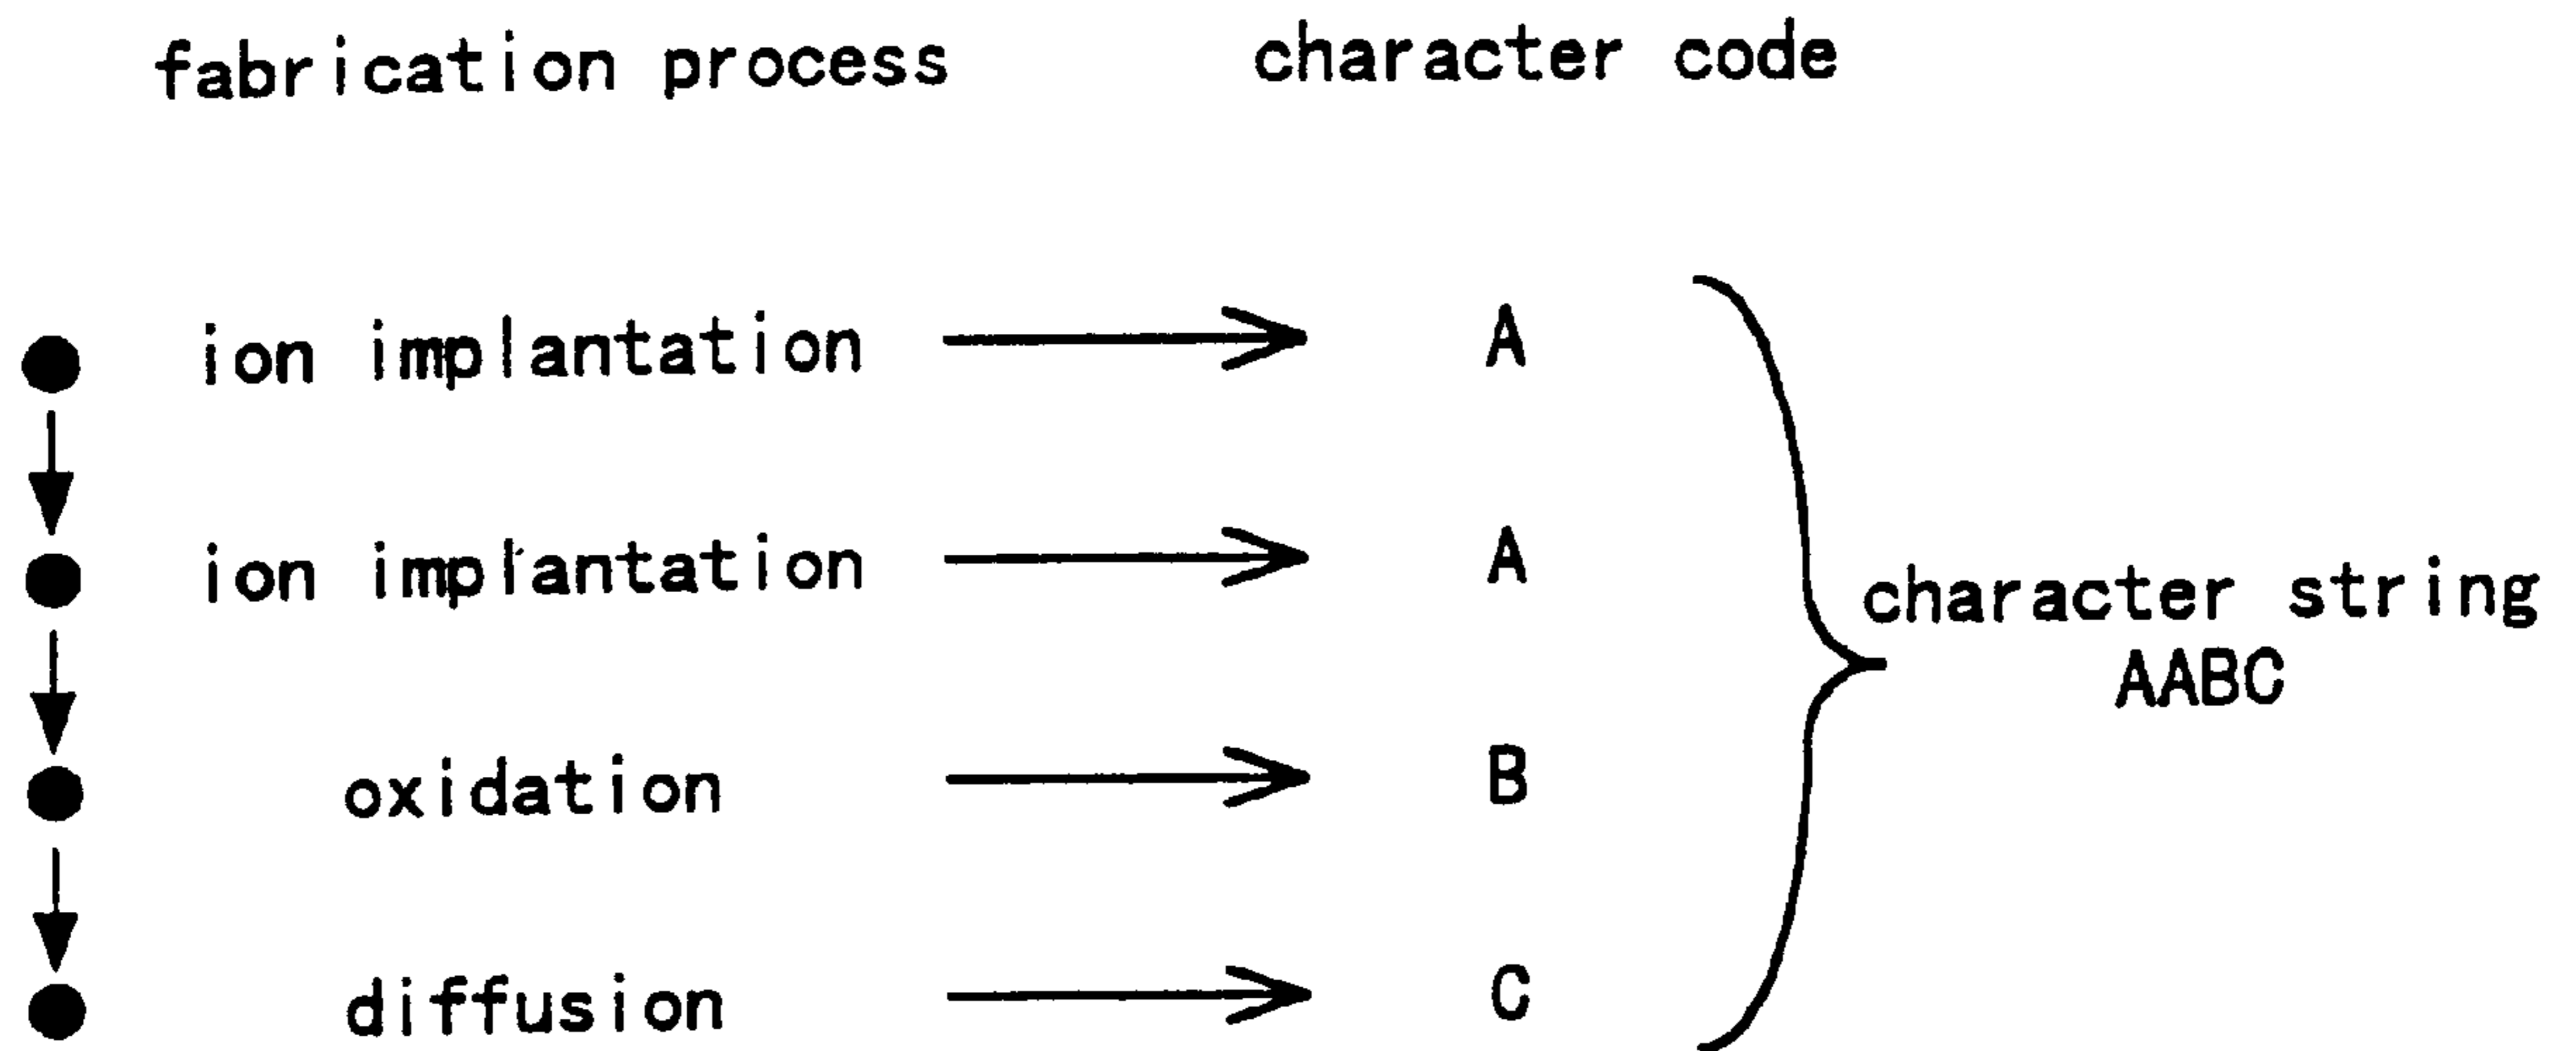 fabrication process character code
ion implantation A
ion implantation A
character string
AABC
oxidation B
diffusion C